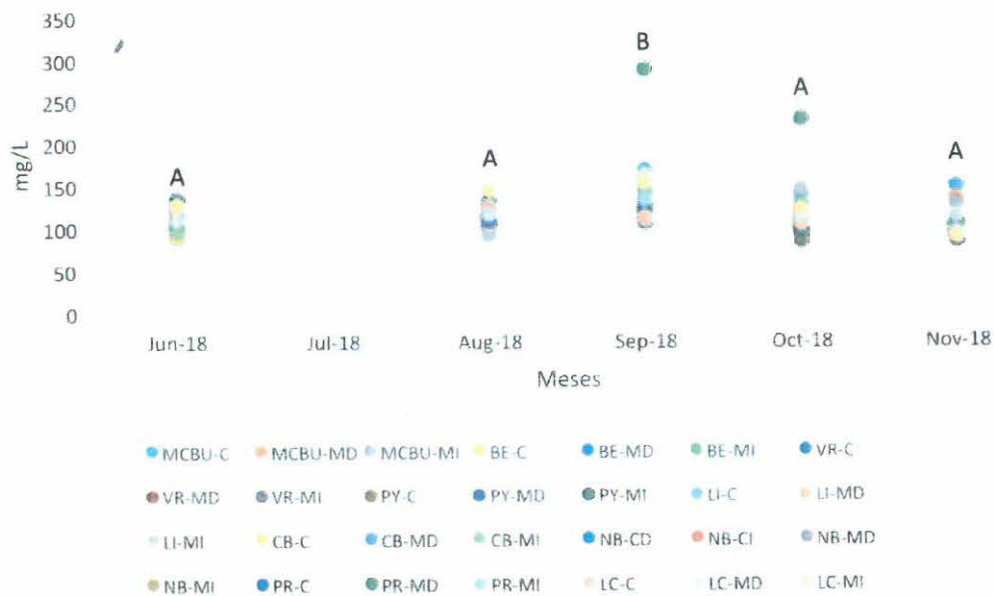 350
300
250
200
150
100
50
0
mg/L
A
A
B
A
A
Jun-18 Jul-18 Aug-18 Sep-18 Oct-18 Nov-18
Meses
MCBU-C MCBU-MD MCBU-MI BE-C BE-MD BE-MI VR-C
VR-MD VR-MI PY-C PY-MD PY-MI LI-C LI-MD
LI-MI CB-C CB-MD CB-MI NB-CD NB-CI NB-MD
NB-MI PR-C PR-MD PR-MI LC-C LC-MD LC-MI